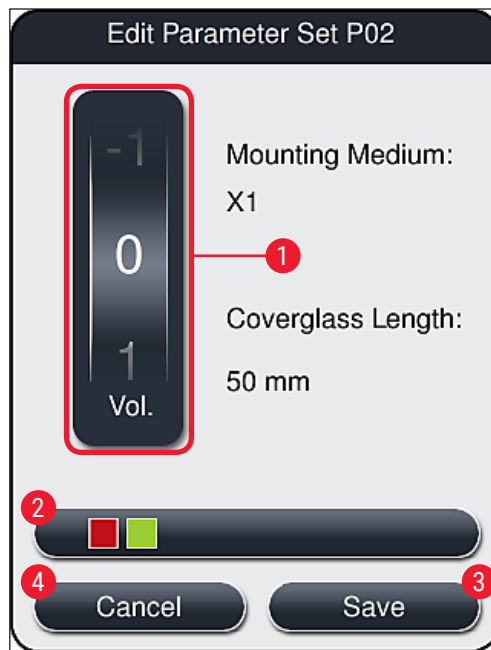 Edit Parameter Set P02
-1
0
1
Vol.
Mounting Medium:
X1
1
Coverglass Length:
50 mm
2
4
Cancel
3
Save